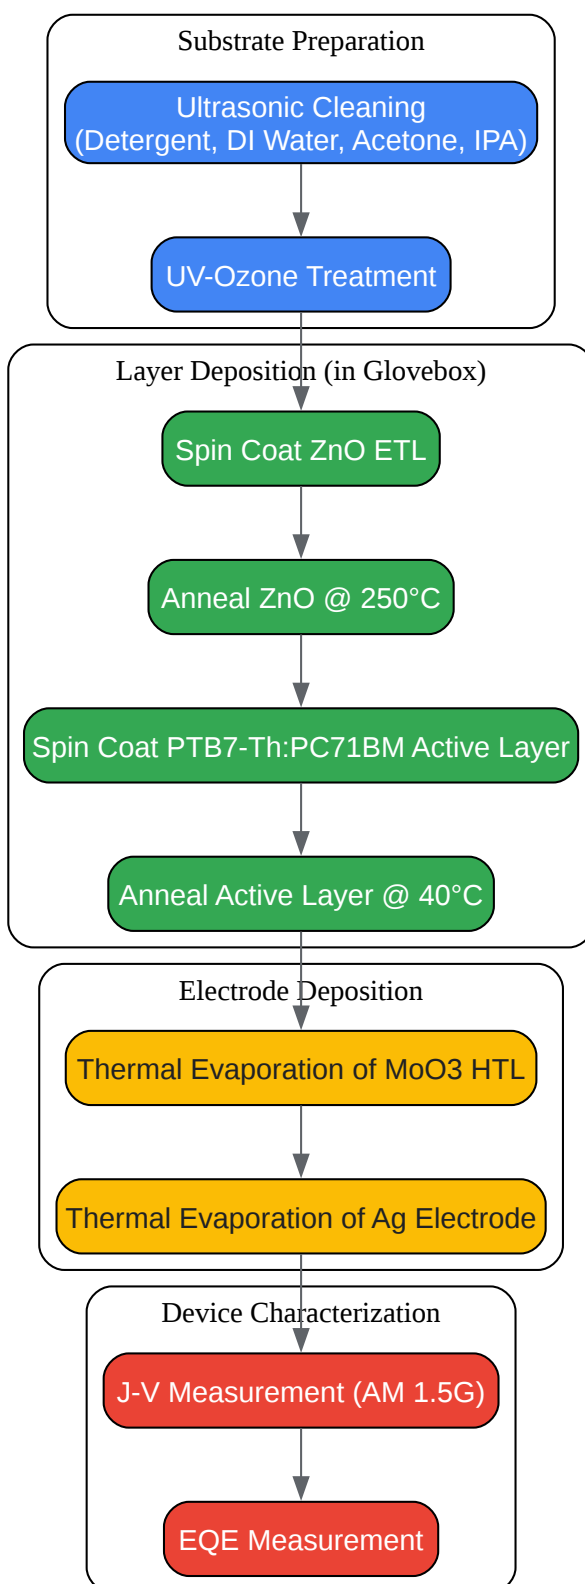 Substrate Preparation
Ultrasonic Cleaning
(Detergent, DI Water, Acetone, IPA)
UV-Ozone Treatment
Layer Deposition (in Glovebox)
Spin Coat ZnO ETL
Anneal ZnO @ 250°C
Spin Coat PTB7-Th:PC71BM Active Layer
Anneal Active Layer @ 40°C
Electrode Deposition
Thermal Evaporation of MoO3 HTL
Thermal Evaporation of Ag Electrode
Device Characterization
J-V Measurement (AM 1.5G)
EQE Measurement